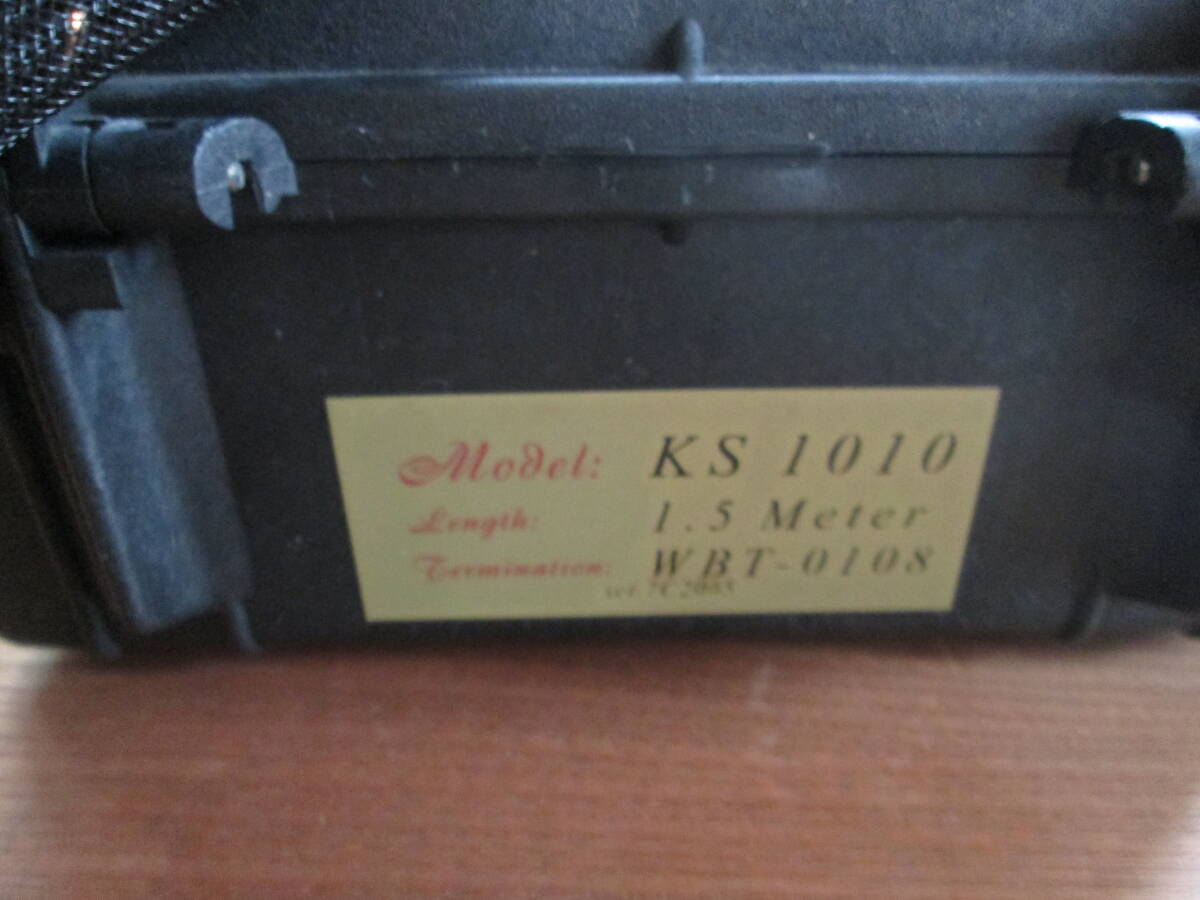 Model: KS 1010
Length: 1.5 Meter
Termination: WBT-0108